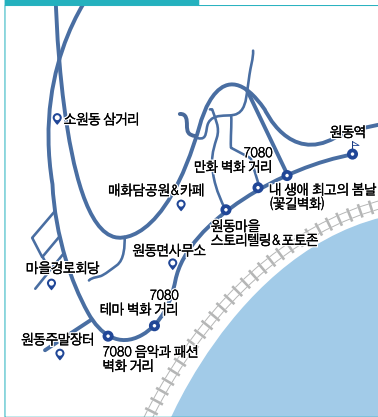 소원동 삼거리
원동역
7080
만화 벽화 거리
매화담공원&카페
내 생애 최고의 봄날
(꽃길벽화)
원동마을
스토리텔링&포토존
원동면사무소
마을경로회당
7080
테마 벽화 거리
원동주말장터
7080 음악과 패션
벽화 거리